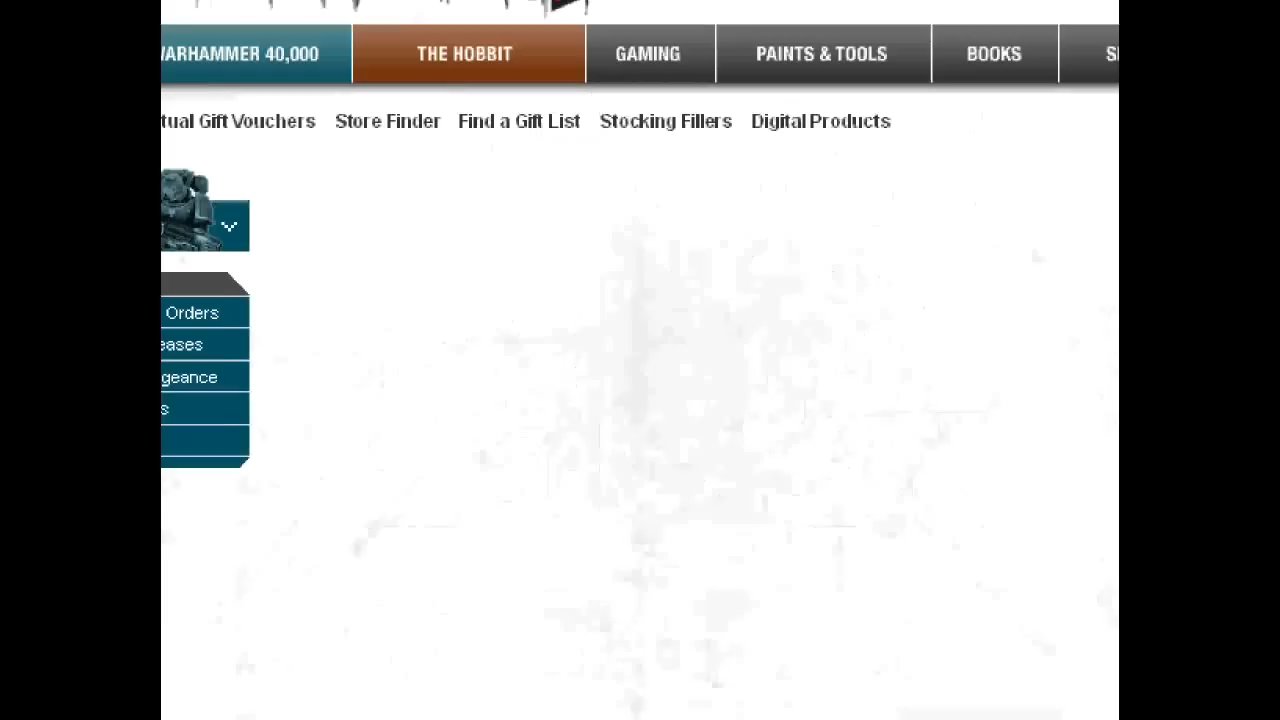 WARHAMMER 40,000 THE HOBBIT GAMING PAINTS & TOOLS BOOKS
tual Gift Vouchers Store Finder Find a Gift List Stocking Fillers Digital Products
Orders
eases
geance
s